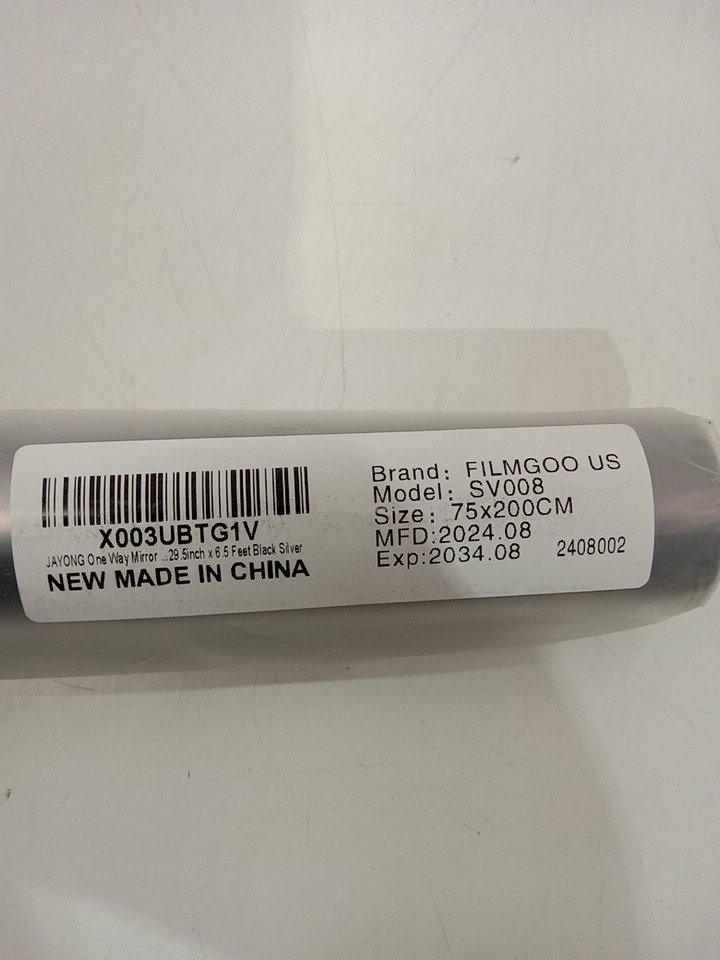 X003UBTG1V
JAYONG One Way Mirror ...29.5inch x 6.5 Feet Black Silver
NEW MADE IN CHINA
Brand: FILMGOO US
Model: SV008
Size: 75x200CM
MFD:2024.08
Exp:2034.08 2408002